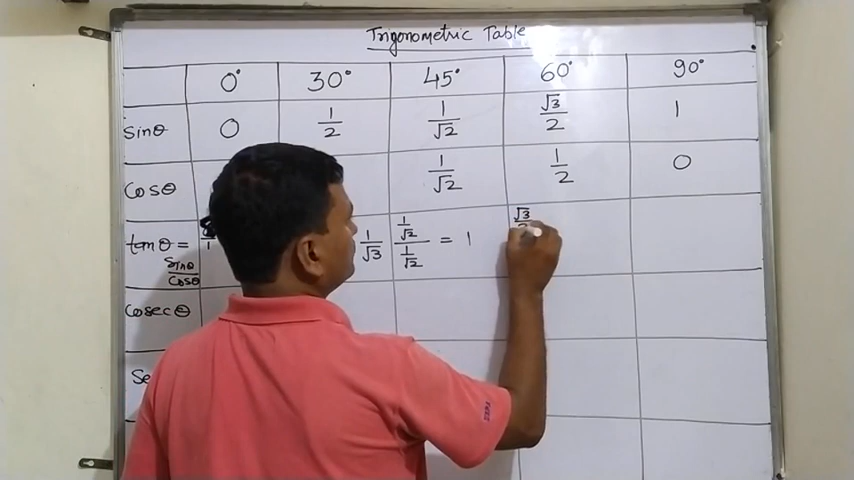 Trigonometric Table
0° 30° 45° 60° 90°
sinθ 0 1/2 1/√2 √3/2 1
cosθ 1/√2 1/2 0
tanθ = sinθ/cosθ 1/√3 (1/√2)/(1/√2) = 1 √3
cosecθ
Se